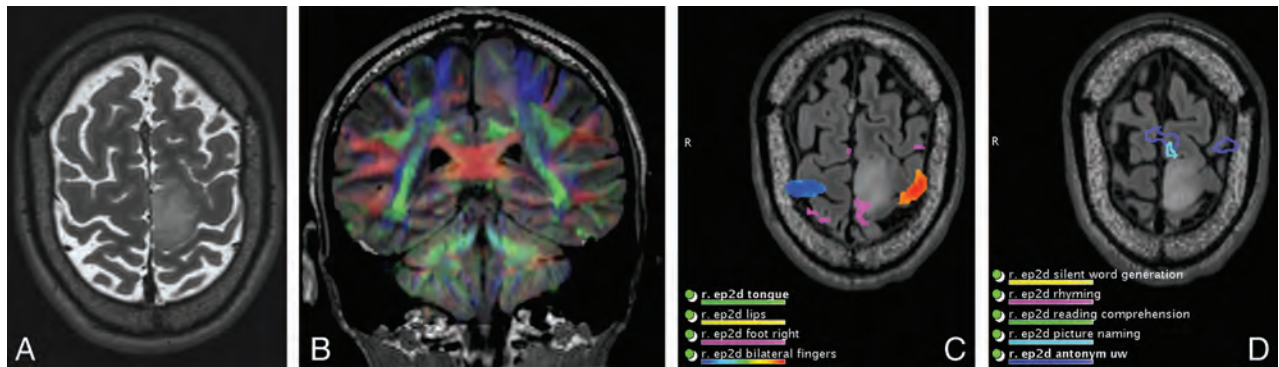 A
B
R
r. ep2d tongue
r. ep2d lips
r. ep2d foot right
r. ep2d bilateral fingers
C
R
r. ep2d silent word generation
r. ep2d rhyming
r. ep2d reading comprehension
r. ep2d picture naming
r. ep2d antonym uw
D